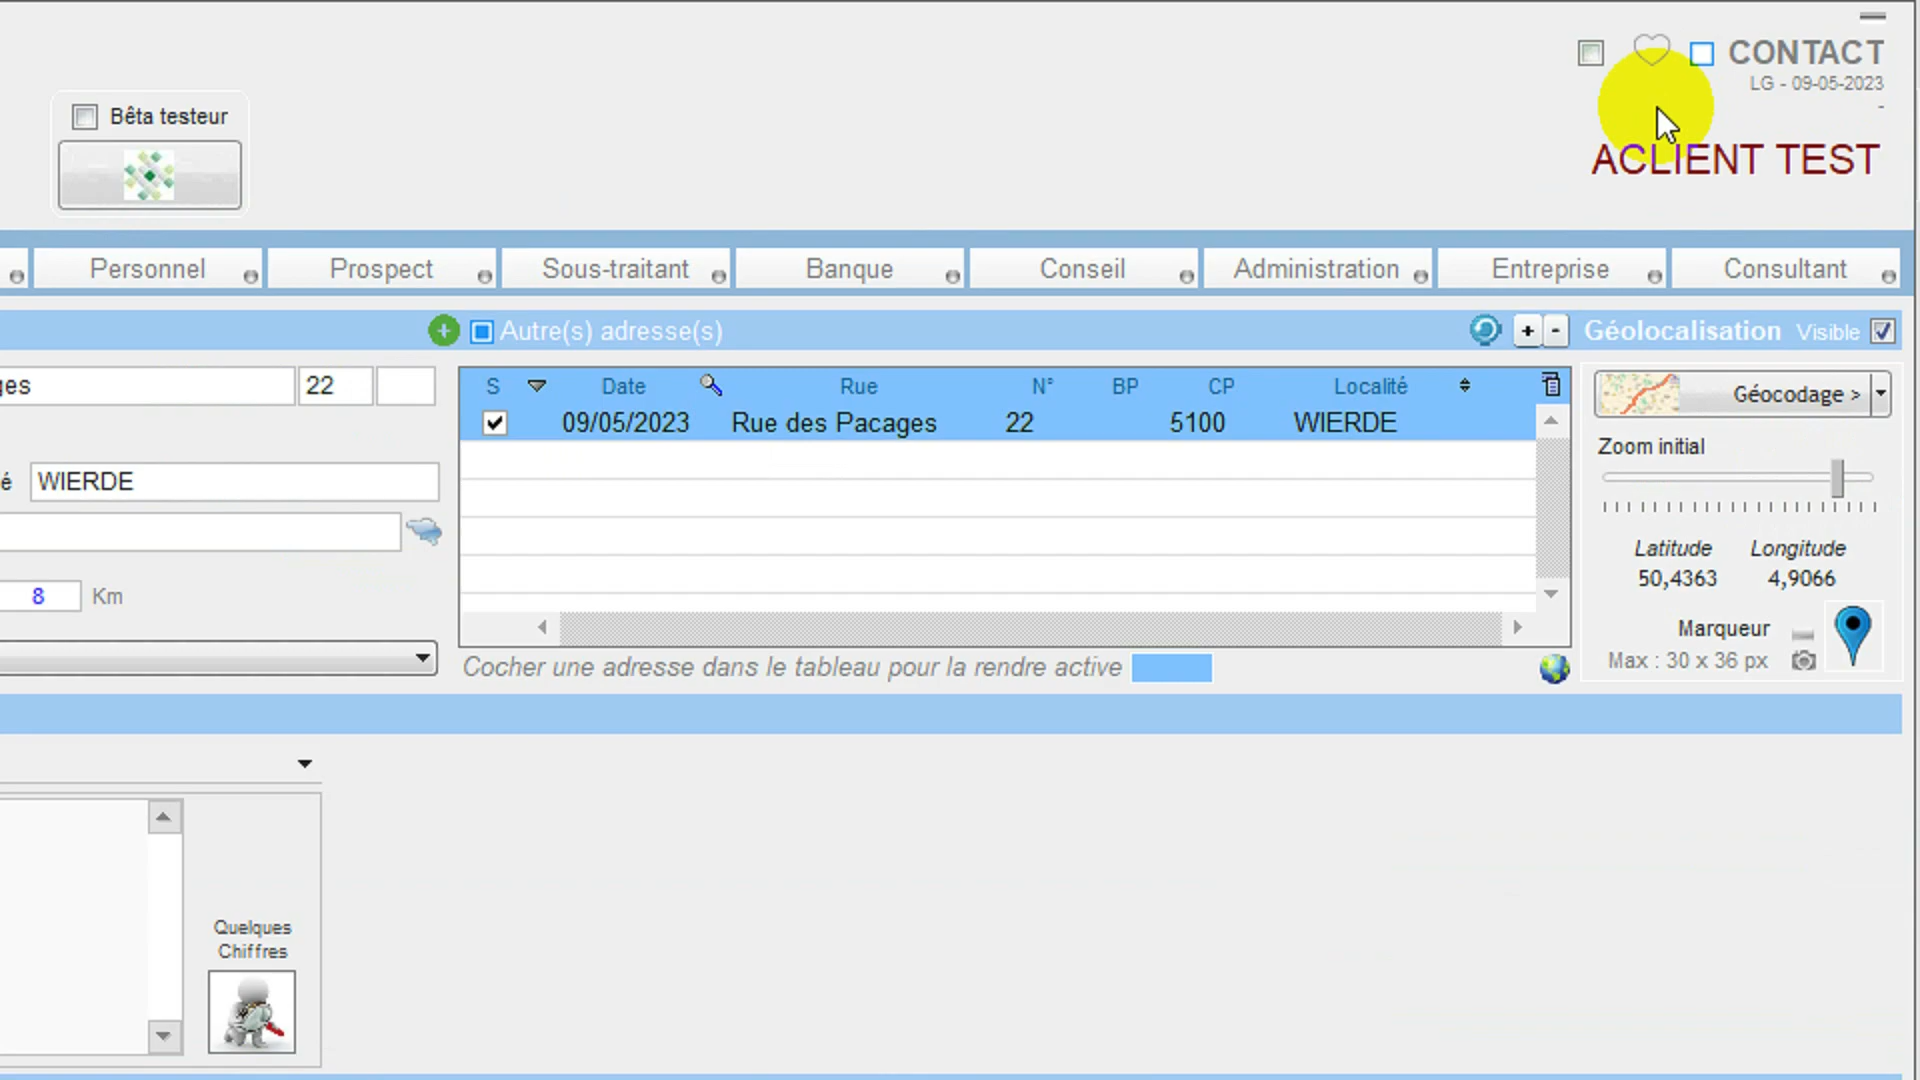 CONTACT
LG - 09-05-2023
-
Bêta testeur
ACLIENT TEST
Personnel
Prospect
Sous-traitant
Banque
Conseil
Administration
Entreprise
Consultant
Autre(s) adresse(s)
+ -
Géolocalisation Visible
ges 22
S Date Rue N° BP CP Localité
09/05/2023 Rue des Pacages 22 5100 WIERDE
Géocodage >
Zoom initial
é WIERDE
Latitude Longitude
50,4363 4,9066
8 Km
Marqueur
Max : 30 x 36 px
Cocher une adresse dans le tableau pour la rendre active
Quelques
Chiffres